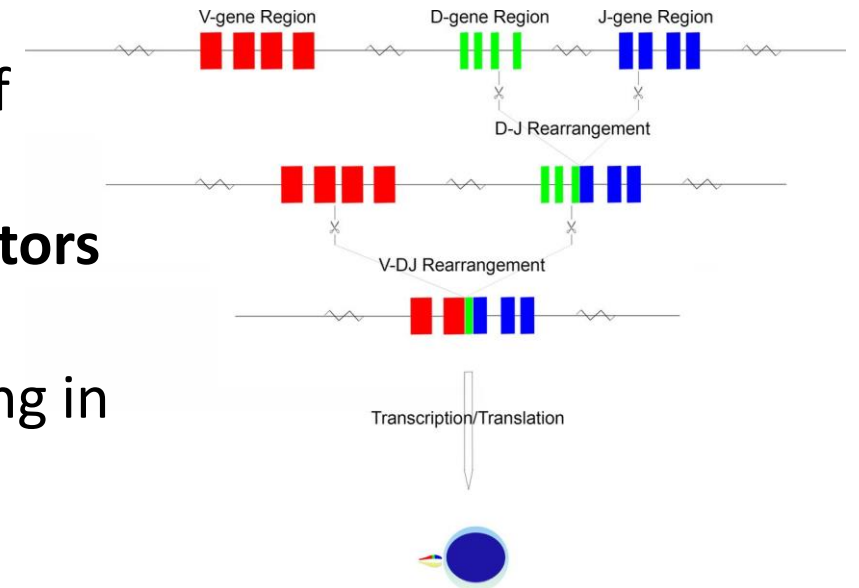 V-gene Region
D-gene Region
J-gene Region
f
D-J Rearrangement
tors
V-DJ Rearrangement
ng in
Transcription/Translation